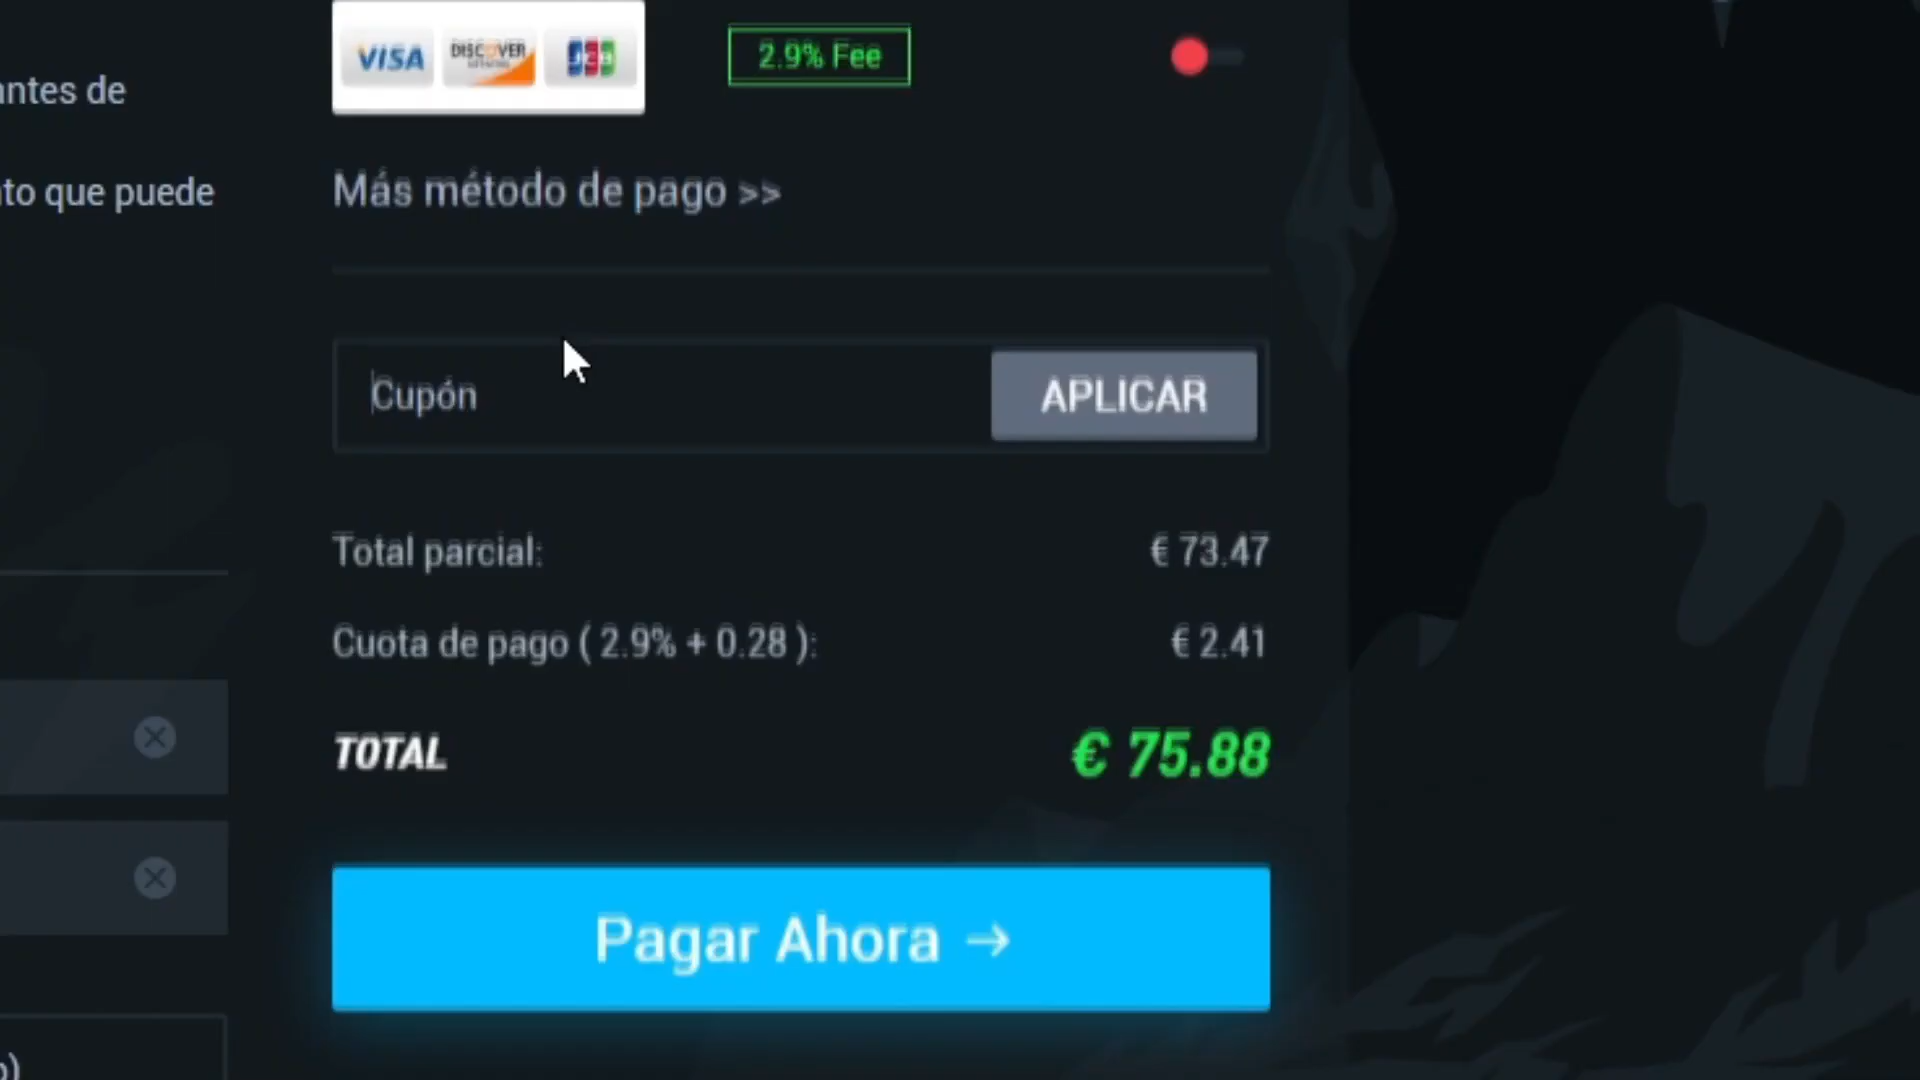 VISA DISCOVER JCB 2.9% Fee
antes de
to que puede
Más método de pago >>
Cupón APLICAR
Total parcial: € 73.47
Cuota de pago ( 2.9% + 0.28 ): € 2.41
TOTAL € 75.88
Pagar Ahora →